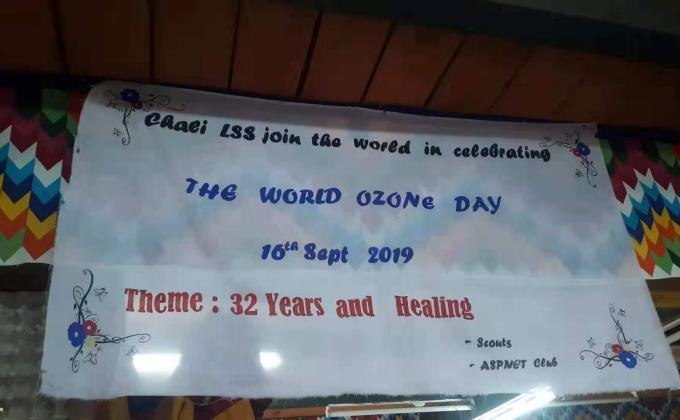 Chali LSS join the world in celebrating
THE WORLD OZONE DAY
16th Sept 2019
Theme : 32 Years and Healing
- Scouts
- ASPNET Club